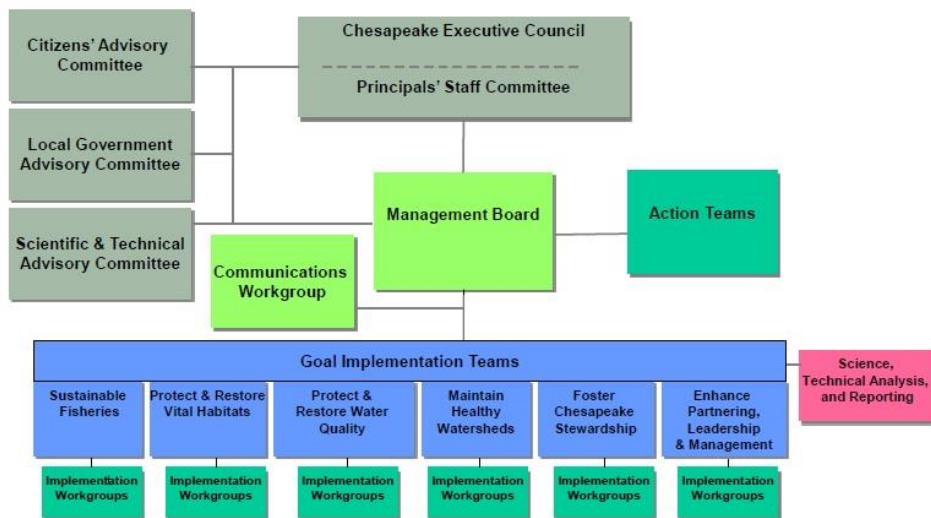 Citizens' Advisory
Committee
Chesapeake Executive Council
Principals' Staff Committee
Local Government
Advisory Committee
Scientific & Technical
Advisory Committee
Management Board
Action Teams
Communications
Workgroup
Goal Implementation Teams
Science,
Technical Analysis,
and Reporting
Sustainable
Fisheries
Protect & Restore
Vital Habitats
Protect &
Restore Water
Quality
Maintain
Healthy
Watersheds
Foster
Chesapeake
Stewardship
Enhance
Partnering,
Leadership
& Management
Implementation
Workgroups
Implementation
Workgroups
Implementation
Workgroups
Implementation
Workgroups
Implementation
Workgroups
Implementation
Workgroups